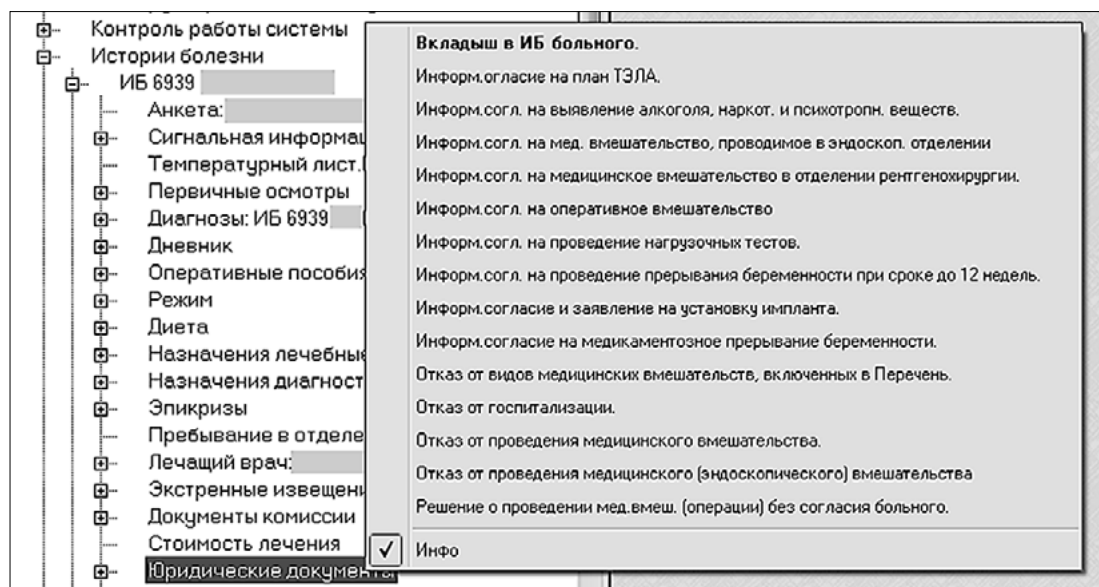 Контроль работы системы
Истории болезни
ИБ 6939
Анкета:
Сигнальная информац
Температурный лист.
Первичные осмотры
Диагнозы: ИБ 6939
Дневник
Оперативные пособия
Режим
Диета
Назначения лечебные
Назначения диагност
Эпикризы
Пребывание в отделе
Лечащий врач:
Экстренные извещени
Документы комиссии
Стоимость лечения
Юридические документы
Вкладыш в ИБ больного.
Информ.огласие на план ТЭЛА.
Информ.согл. на выявление алкоголя, наркот. и психотропн. веществ.
Информ.согл. на мед. вмешательство, проводимое в эндоскоп. отделении
Информ.согл. на медицинское вмешательство в отделении рентгенохирургии.
Информ.согл. на оперативное вмешательство
Информ.согл. на проведение нагрузочных тестов.
Информ.согл. на проведение прерывания беременности при сроке до 12 недель.
Информ.согласие и заявление на установку импланта.
Информ.согласие на медикаментозное прерывание беременности.
Отказ от видов медицинских вмешательств, включенных в Перечень.
Отказ от госпитализации.
Отказ от проведения медицинского вмешательства.
Отказ от проведения медицинского (эндоскопического) вмешательства
Решение о проведении мед.вмеш. (операции) без согласия больного.
Инфо